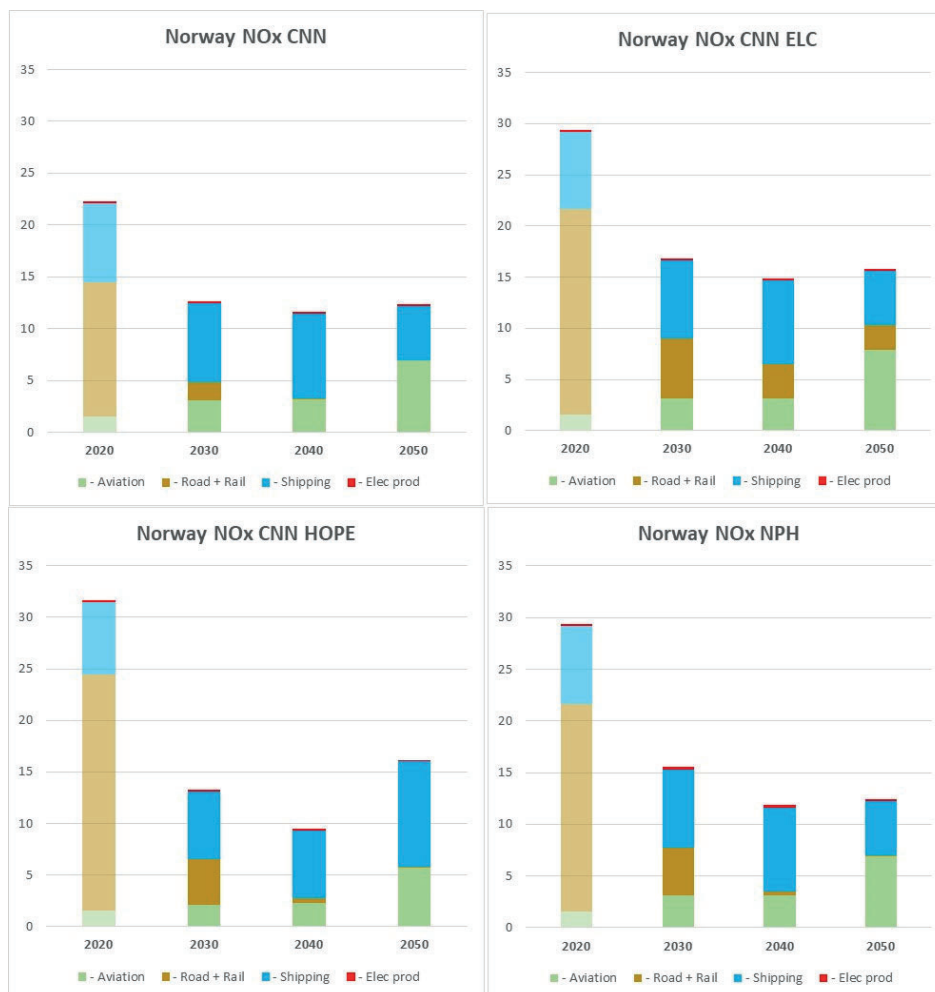 Norway NOx CNN
35
30
25
20
15
10
5
0
2020 2030 2040 2050
- Aviation - Road + Rail - Shipping - Elec prod
Norway NOx CNN ELC
35
30
25
20
15
10
5
0
2020 2030 2040 2050
- Aviation - Road + Rail - Shipping - Elec prod
Norway NOx CNN HOPE
35
30
25
20
15
10
5
0
2020 2030 2040 2050
- Aviation - Road + Rail - Shipping - Elec prod
Norway NOx NPH
35
30
25
20
15
10
5
0
2020 2030 2040 2050
- Aviation - Road + Rail - Shipping - Elec prod